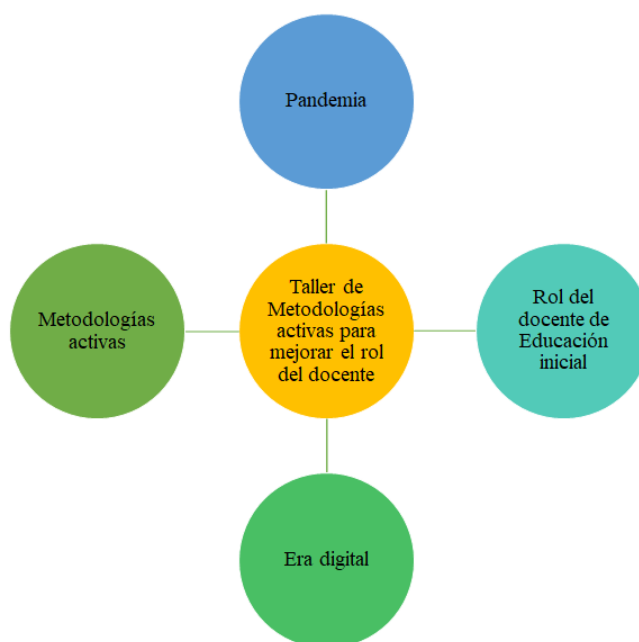 Pandemia
Metodologías
activas
Taller de
Metodologías
activas para
mejorar el rol
del docente
Rol del
docente de
Educación
inicial
Era digital